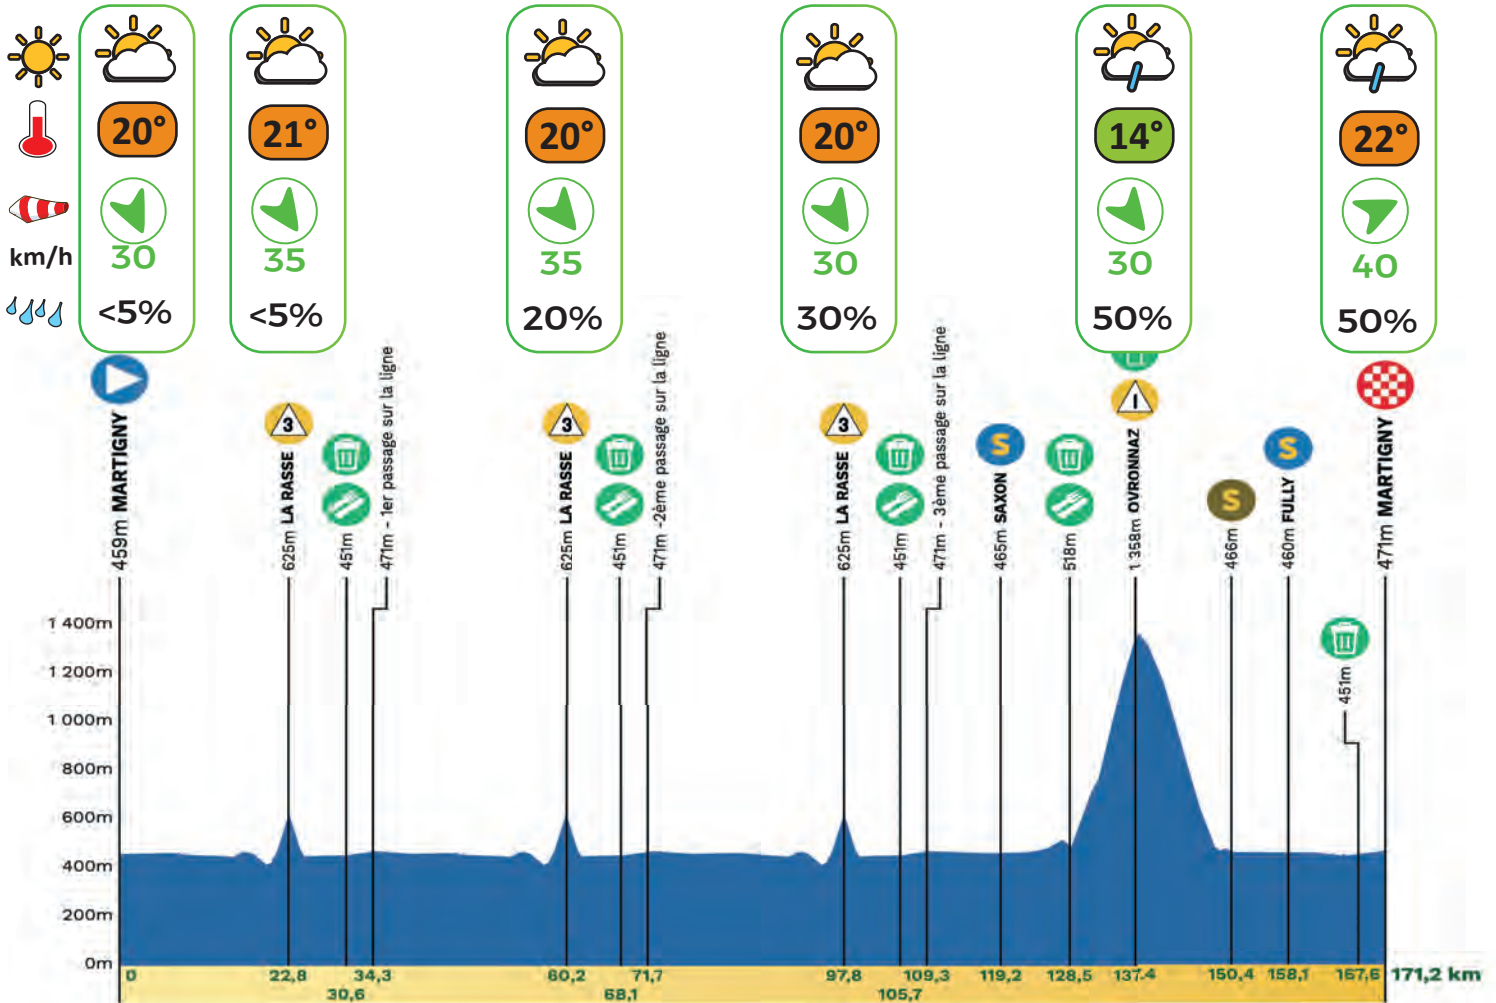 20°
21°
20°
20°
14°
22°
km/h
30
35
35
30
30
40
<5%
<5%
20%
30%
50%
50%
459m MARTIGNY
3
625m LA RASSE
451m
471m - 1er passage sur la ligne
3
625m LA RASSE
451m
471m -2ème passage sur la ligne
3
625m LA RASSE
451m
471m - 3ème passage sur la ligne
S
465m SAXON
518m
1
1 358m OVRONNAZ
S
466m
S
460m FULLY
451m
471m MARTIGNY
1 400m
1 200m
1 000m
800m
600m
400m
200m
0m
0
22,8
30,6
34,3
60,2
68,1
71,7
97,8
105,7
109,3
119,2
128,5
137.4
150,4
158,1
167,6
171,2 km